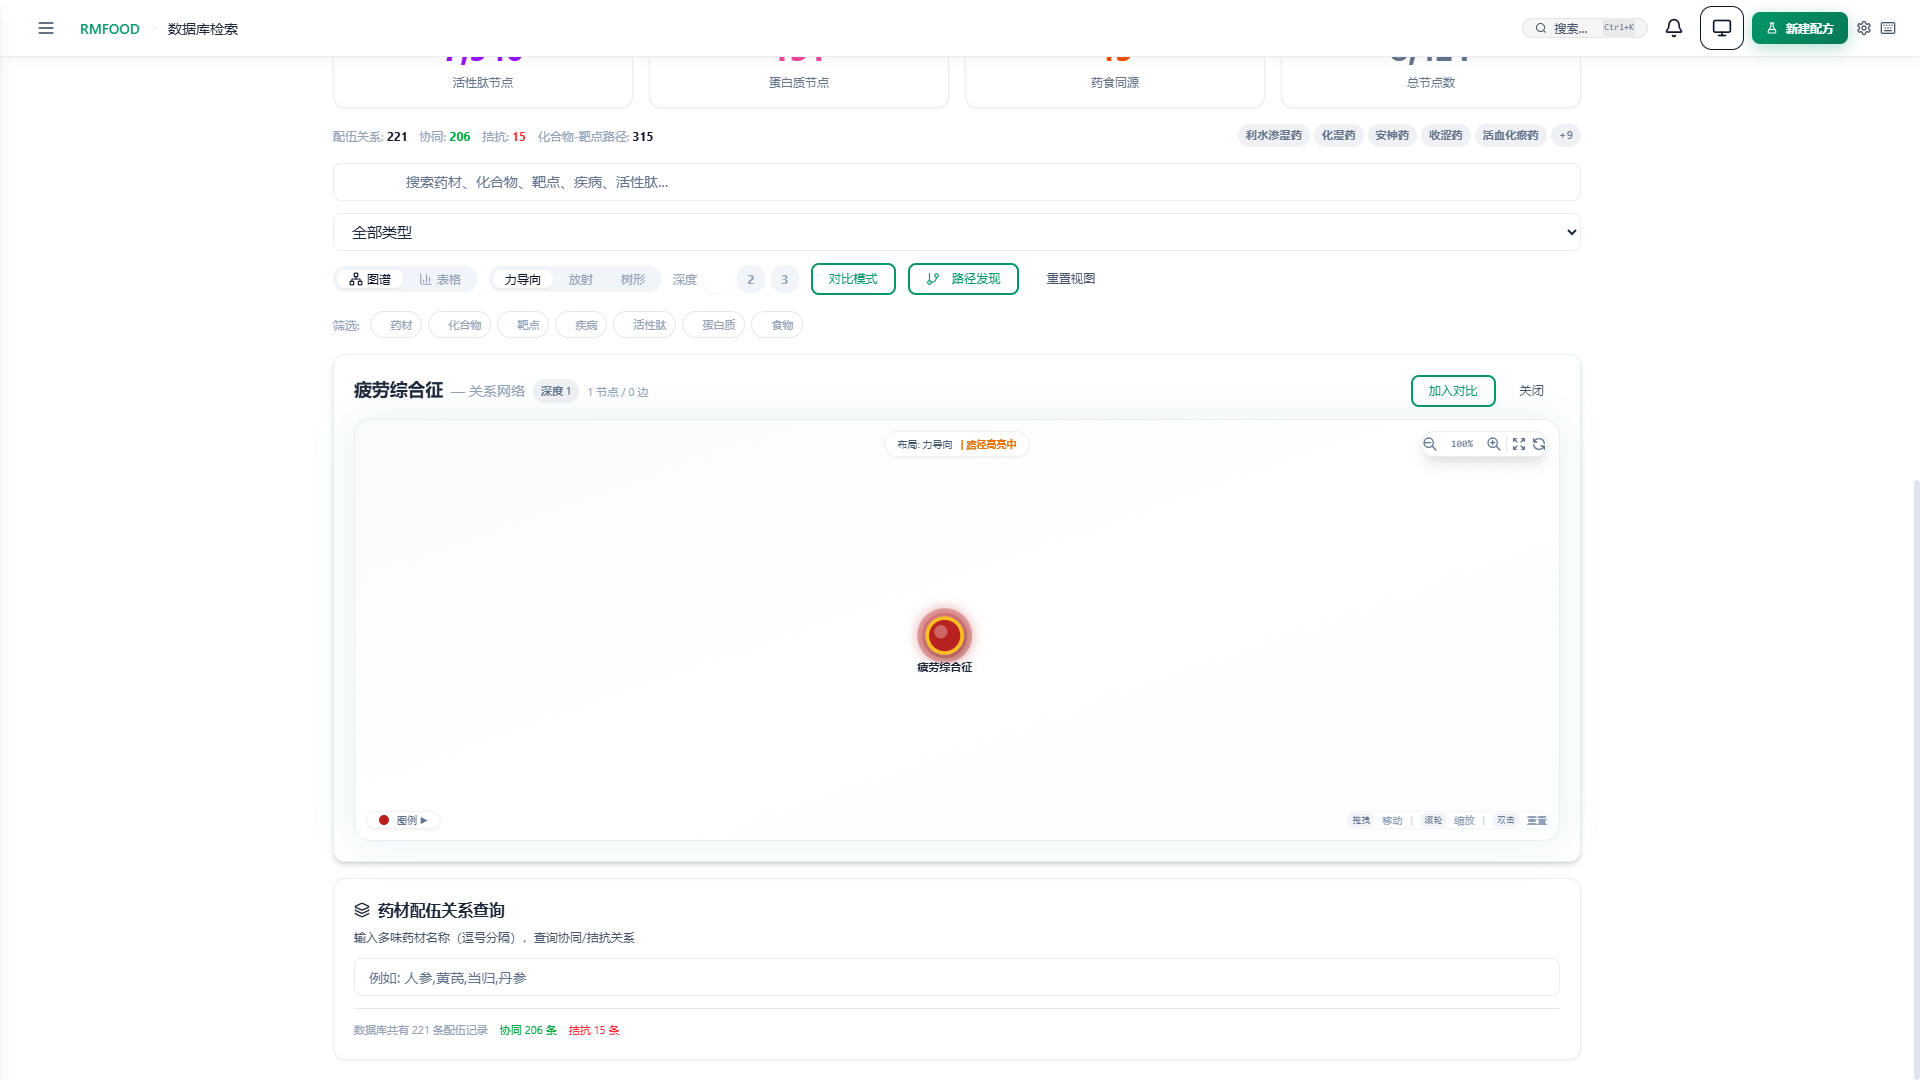 RMFOOD
数据库检索
搜索...
Ctrl+K
新建配方
活性肽节点
蛋白质节点
药食同源
总节点数
配伍关系: 221 协同: 206 拮抗: 15 化合物-靶点路径: 315
利水渗湿药 化湿药 安神药 收涩药 活血化瘀药 +9
搜索药材、化合物、靶点、疾病、活性肽...
全部类型
图谱 表格 力导向 放射 树形 深度 2 3 对比模式 路径发现 重置视图
筛选: 药材 化合物 靶点 疾病 活性肽 蛋白质 食物
疲劳综合征 — 关系网络 深度 1 1 节点 / 0 边
加入对比 关闭
布局: 力导向 | 路径高亮中
100%
疲劳综合征
图例 ▶
拖拽 移动 | 滚轮 缩放 | 双击 重置
药材配伍关系查询
输入多味药材名称（逗号分隔），查询协同/拮抗关系
例如: 人参,黄芪,当归,丹参
数据库共有 221 条配伍记录 协同 206 条 拮抗 15 条